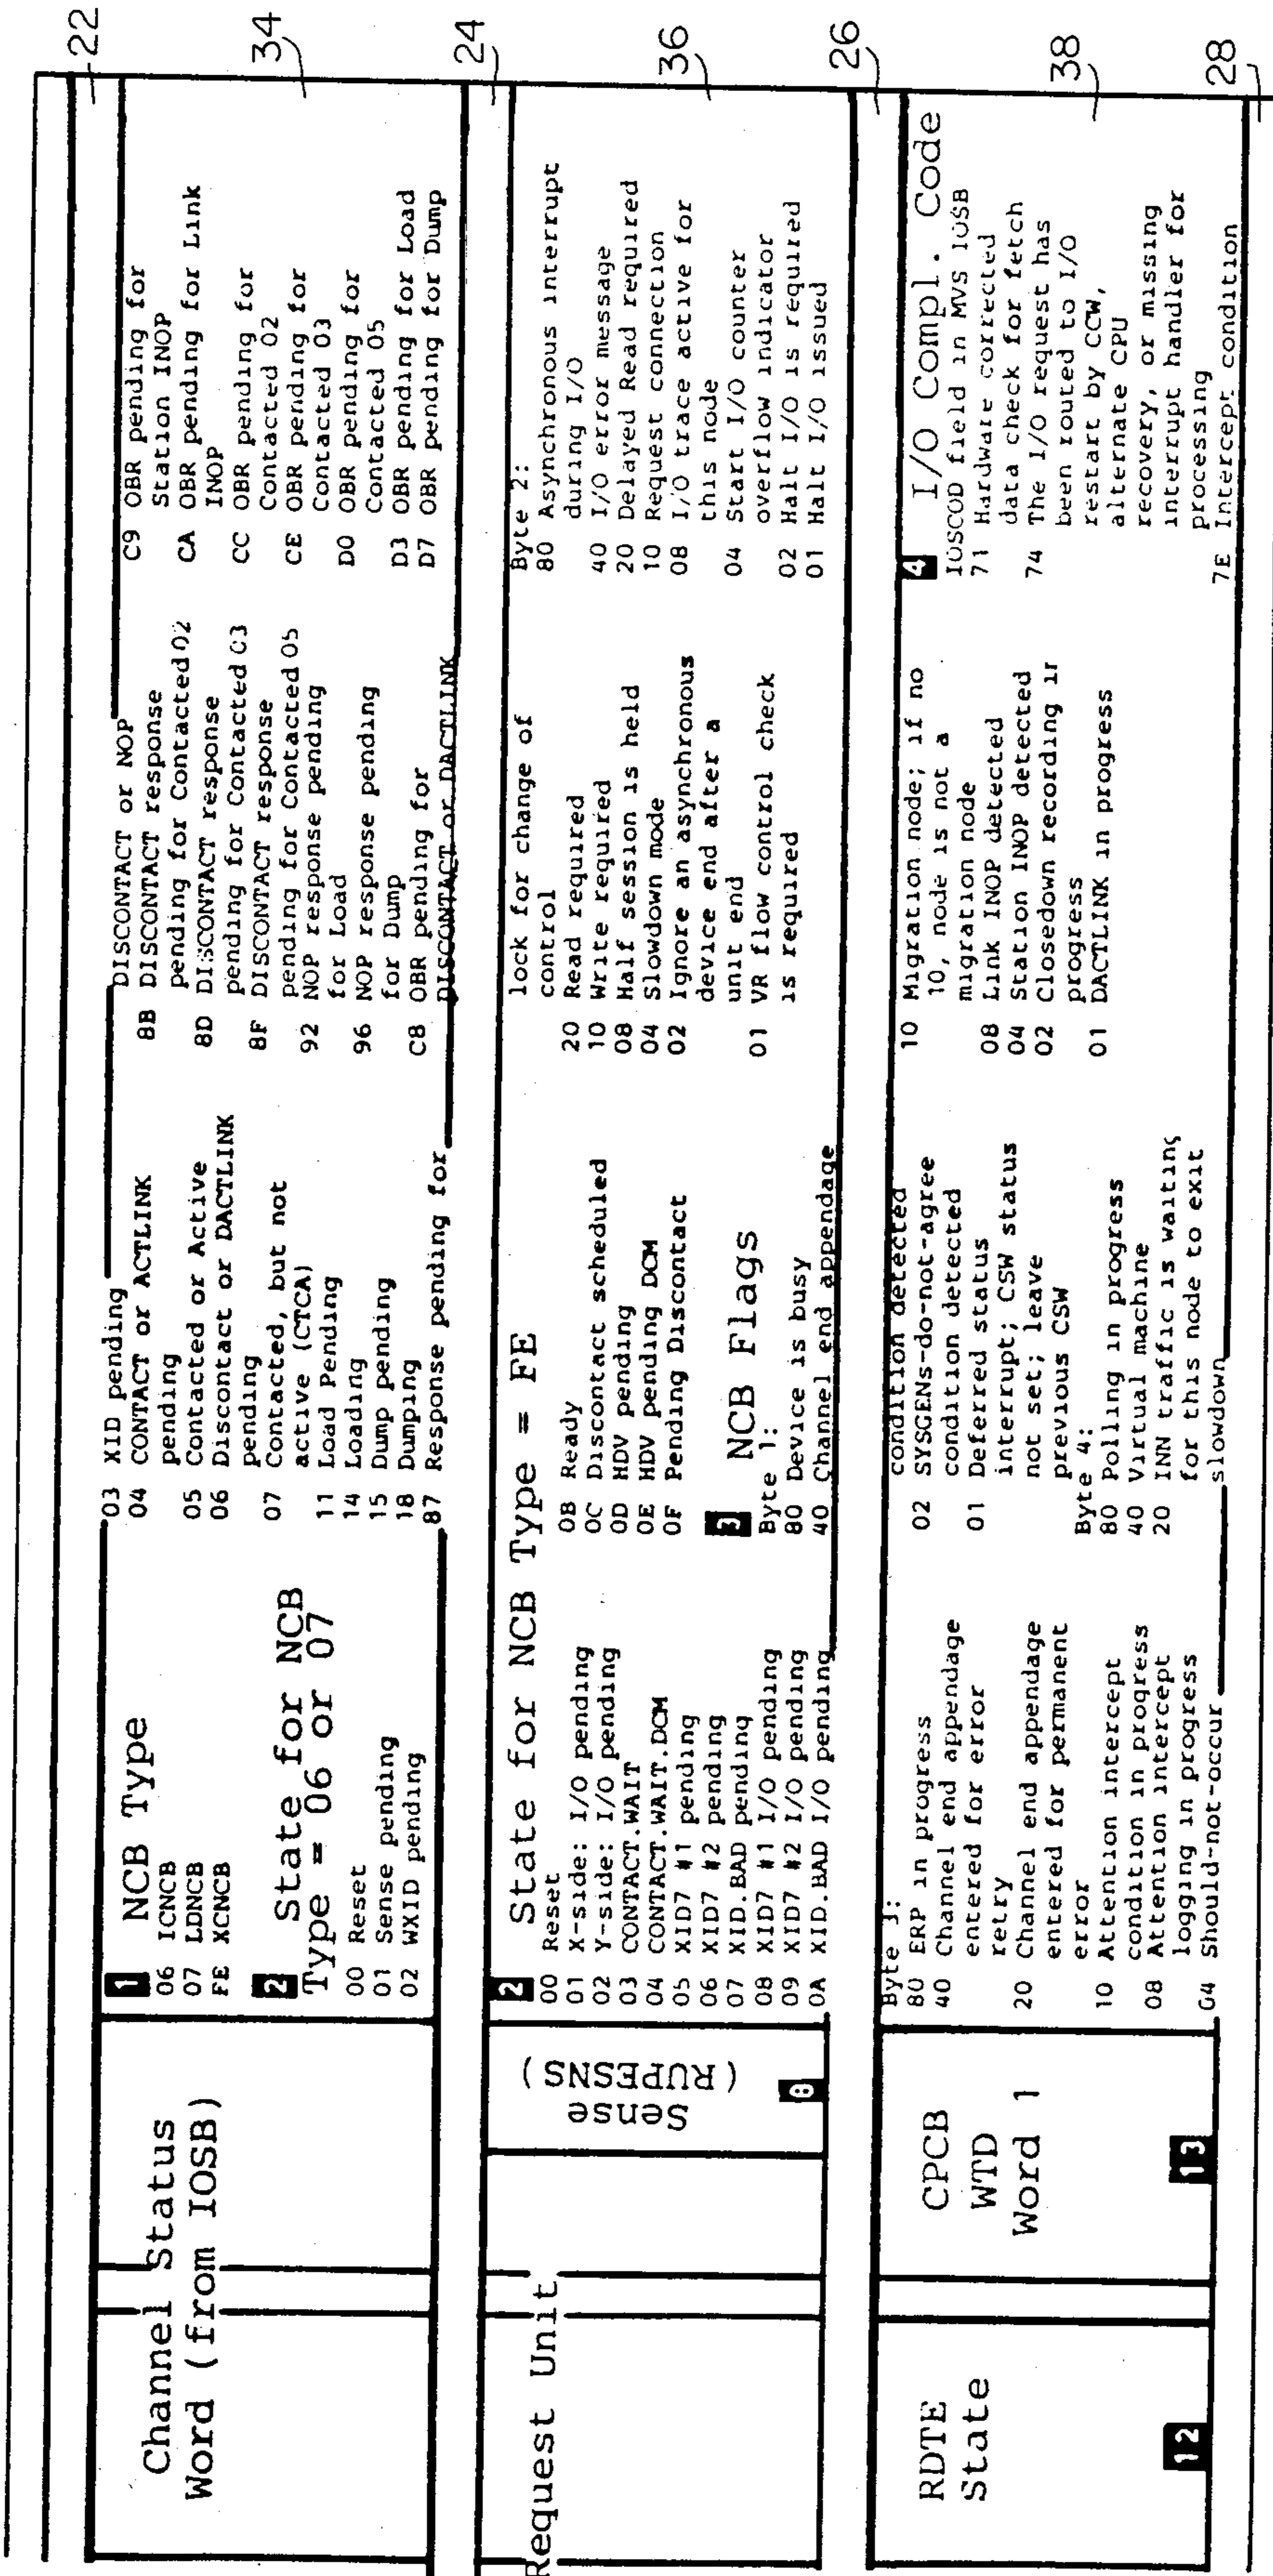 Channel Status
Word (from IOSB)
1 NCB Type
06 ICNCB
07 LDNCB
FE XCNCB
2 State for NCB
Type = 06 or 07
00 Reset
01 Sense pending
02 WXID pending
03 XID pending
04 CONTACT or ACTLINK
pending
05 Contacted or Active
06 Discontact or DACTLINK
pending
07 Contacted, but not
active (CTCA)
11 Load Pending
14 Loading
15 Dump pending
18 Dumping
87 Response pending for
DISCONTACT or NOP
8B DISCONTACT response
pending for Contacted 02
8D DISCONTACT response
pending for Contacted 03
8F DISCONTACT response
pending for Contacted 05
92 NOP response pending
for Load
96 NOP response pending
for Dump
C8 OBR pending for
DISCONTACT or DACTLINK
C9 OBR pending for
Station INOP
CA OBR pending for Link
INOP
CC OBR pending for
Contacted 02
CE OBR pending for
Contacted 03
D0 OBR pending for
Contacted 05
D3 OBR pending for Load
D7 OBR pending for Dump
22
34
24
Request Unit
Sense
(RUPESNS)
8
2 State for NCB Type = FE
00 Reset
01 X-side: I/O pending
02 Y-side: I/O pending
03 CONTACT.WAIT
04 CONTACT.WAIT.DCM
05 XID7 #1 pending
06 XID7 #2 pending
07 XID.BAD pending
08 XID7 #1 I/O pending
09 XID7 #2 I/O pending
0A XID.BAD I/O pending
0B Ready
0C Discontact scheduled
0D HDV pending
0E HDV pending DCM
0F Pending Discontact
3 NCB Flags
Byte 1:
80 Device is busy
40 Channel end appendage
lock for change of
control
20 Read required
10 Write required
08 Half session is held
04 Slowdown mode
02 Ignore an asynchronous
device end after a
unit end
01 VR flow control check
is required
Byte 2:
80 Asynchronous interrupt
during I/O
40 I/O error message
20 Delayed Read required
10 Request connection
08 I/O trace active for
this node
04 Start I/O counter
overflow indicator
02 Halt I/O is required
01 Halt I/O issued
36
26
RDTE
State
12
CPCB
WTD
Word 1
13
Byte 3:
80 ERP in progress
40 Channel end appendage
entered for error
retry
20 Channel end appendage
entered for permanent
error
10 Attention intercept
condition in progress
08 Attention intercept
logging in progress
04 Should-not-occur
condition detected
02 SYSGENs-do-not-agree
condition detected
01 Deferred status
interrupt; CSW status
not set; leave
previous CSW
Byte 4:
80 Polling in progress
40 Virtual machine
20 INN traffic is waiting
for this node to exit
slowdown
10 Migration node; if no
10, node is not a
migration node
08 Link INOP detected
04 Station INOP detected
02 Closedown recording in
progress
01 DACTLINK in progress
4 I/O Compl. Code
IOSCOD field in MVS IOSB
71 Hardware corrected
data check for fetch
74 The I/O request has
been routed to I/O
restart by CCW,
alternate CPU
recovery, or missing
interrupt handler for
processing
7E Intercept condition
38
28